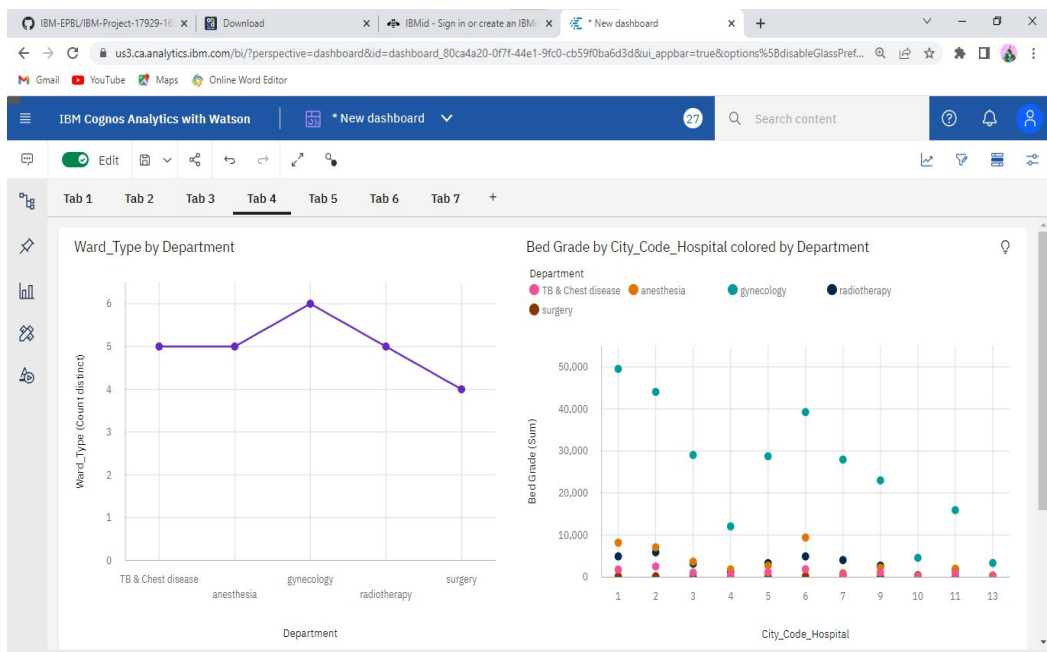 IBM-EPBL/IBM-Project-17929-16
Download
IBMid - Sign in or create an IBMi
* New dashboard
us3.ca.analytics.ibm.com/bi/?perspective=dashboard&id=dashboard_80ca4a20-0f7f-44e1-9fc0-cb59f0ba6d3d&ui_appbar=true&options%5BdisableGlassPref...
Gmail YouTube Maps Online Word Editor
IBM Cognos Analytics with Watson
* New dashboard
27
Search content
Edit
Tab 1 Tab 2 Tab 3 Tab 4 Tab 5 Tab 6 Tab 7 +
Ward_Type by Department
Ward_Type (Count distinct)
6
5
4
3
2
1
0
TB & Chest disease gynecology surgery
anesthesia radiotherapy
Department
Bed Grade by City_Code_Hospital colored by Department
Department
TB & Chest disease anesthesia gynecology radiotherapy
surgery
Bed Grade (Sum)
50,000
40,000
30,000
20,000
10,000
0
1 2 3 4 5 6 7 9 10 11 13
City_Code_Hospital